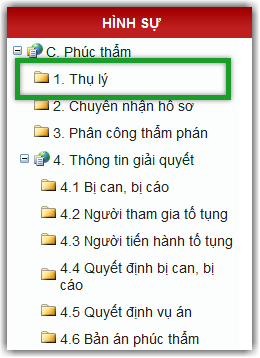 HÌNH SỰ
C. Phúc thẩm
1. Thụ lý
2. Chuyên nhận hồ sơ
3. Phân công thẩm phán
4. Thông tin giải quyết
4.1 Bị can, bị cáo
4.2 Người tham gia tố tụng
4.3 Người tiến hành tố tụng
4.4 Quyết định bị can, bị
cáo
4.5 Quyết định vụ án
4.6 Bản án phúc thẩm